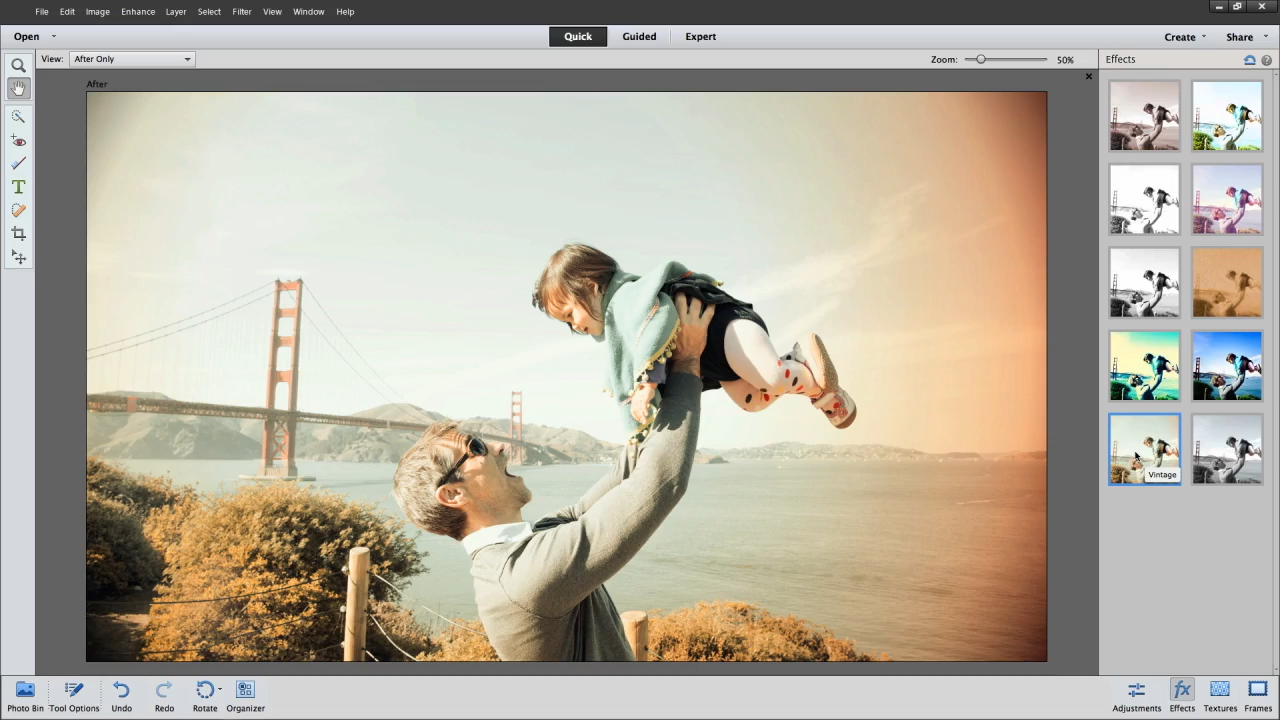 File Edit Image Enhance Layer Select Filter View Window Help
Open Quick Guided Expert Create Share
View: After Only Zoom: 50% Effects
After
Vintage
Photo Bin Tool Options Undo Redo Rotate Organizer Adjustments Effects Textures Frames